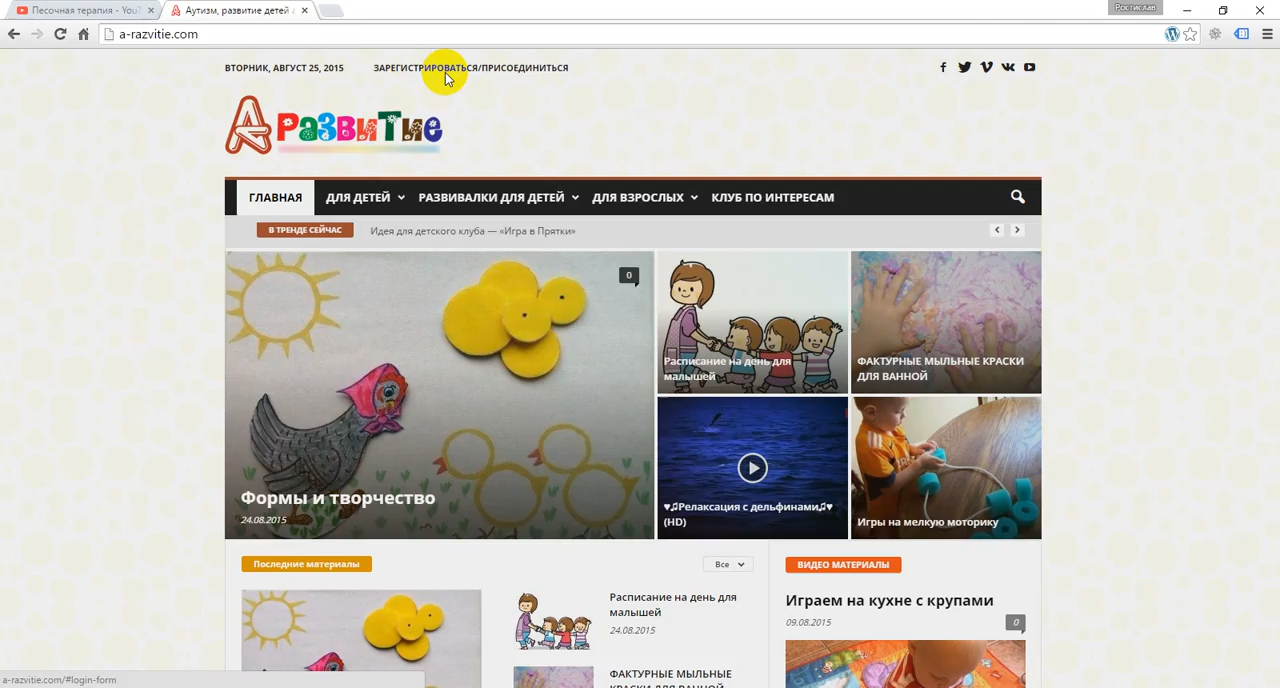 Песочная терапия - YouT
Аутизм, развитие детей
Ростислав
a-razvitie.com
ВТОРНИК, АВГУСТ 25, 2015
ЗАРЕГИСТРИРОВАТЬСЯ/ПРИСОЕДИНИТЬСЯ
А РаЗвиТие
ГЛАВНАЯ
ДЛЯ ДЕТЕЙ
РАЗВИВАЛКИ ДЛЯ ДЕТЕЙ
ДЛЯ ВЗРОСЛЫХ
КЛУБ ПО ИНТЕРЕСАМ
В ТРЕНДЕ СЕЙЧАС
Идея для детского клуба — «Игра в Прятки»
0
Формы и творчество
24.08.2015
Расписание на день для
малышей
ФАКТУРНЫЕ МЫЛЬНЫЕ КРАСКИ
ДЛЯ ВАННОЙ
♥♫Релаксация с дельфинами♫♥
(HD)
Игры на мелкую моторику
Последние материалы
Все
Расписание на день для
малышей
24.08.2015
ФАКТУРНЫЕ МЫЛЬНЫЕ
КРАСКИ ДЛЯ ВАННОЙ
ВИДЕО МАТЕРИАЛЫ
Играем на кухне с крупами
09.08.2015
0
a-razvitie.com/#login-form